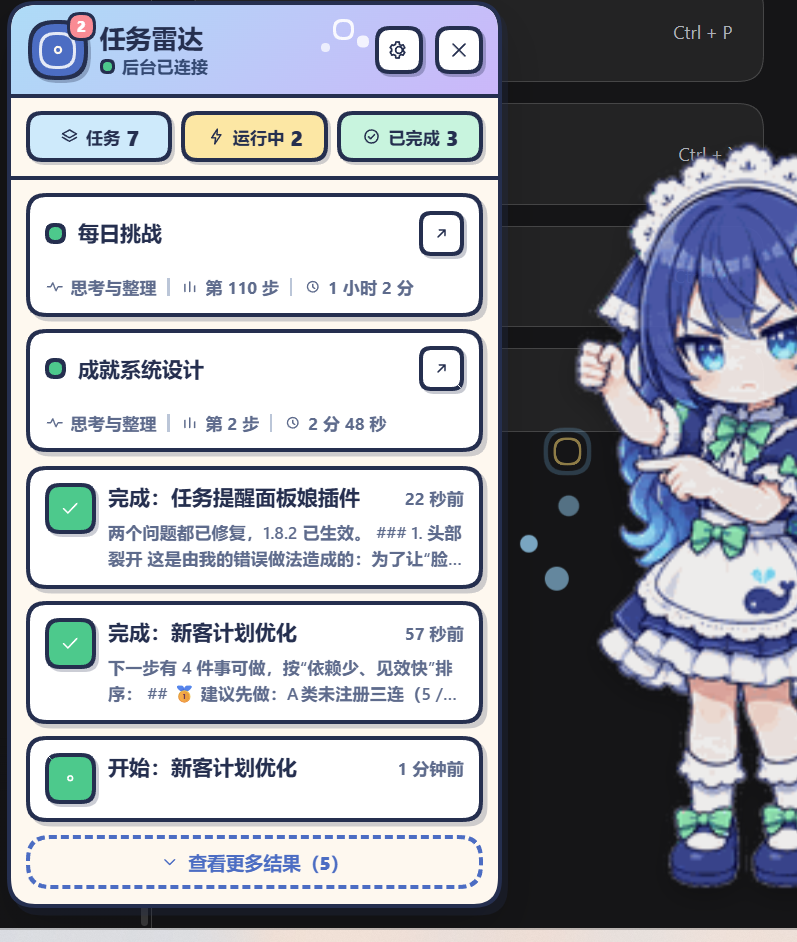 2
任务雷达
后台已连接
任务 7
运行中 2
已完成 3
每日挑战
思考与整理 | 第 110 步 | 1 小时 2 分
成就系统设计
思考与整理 | 第 2 步 | 2 分 48 秒
完成：任务提醒面板娘插件 22 秒前
两个问题都已修复，1.8.2 已生效。 ### 1. 头部
裂开 这是由我的错误做法造成的：为了让“脸…
完成：新客计划优化 57 秒前
下一步有 4 件事可做，按“依赖少、见效快”排
序： ## 🥇 建议先做：A 类未注册三连（5 /…
开始：新客计划优化 1 分钟前
查看更多结果（5）
Ctrl + P
Ctrl +